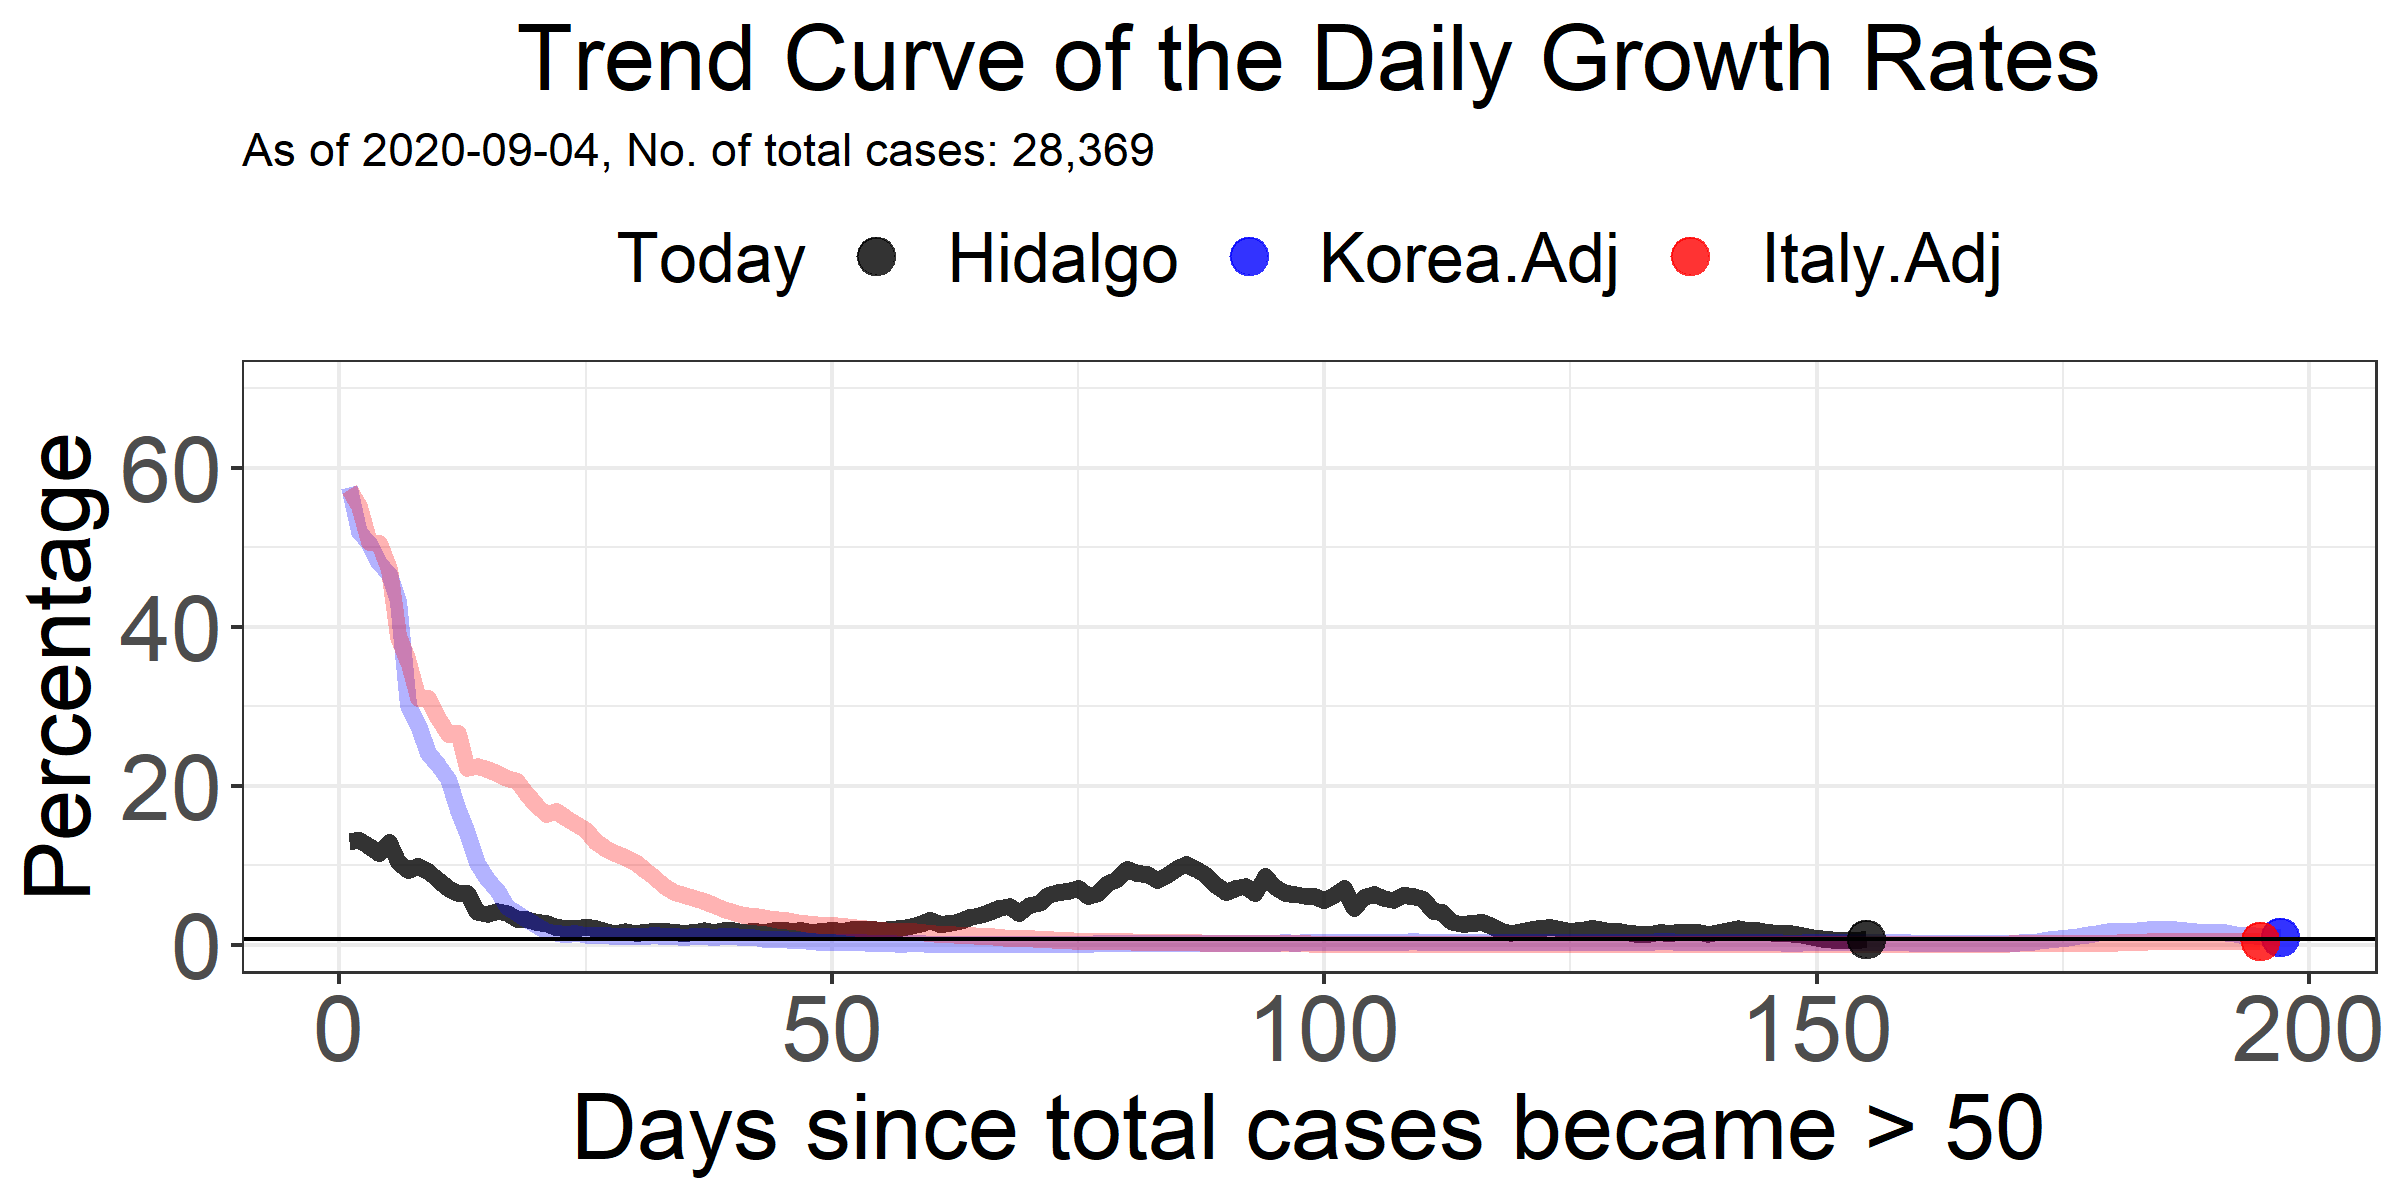 Trend Curve of the Daily Growth Rates
As of 2020-09-04, No. of total cases: 28,369
Today Hidalgo Korea.Adj Italy.Adj
Percentage
60
40
20
0
0 50 100 150 200
Days since total cases became > 50